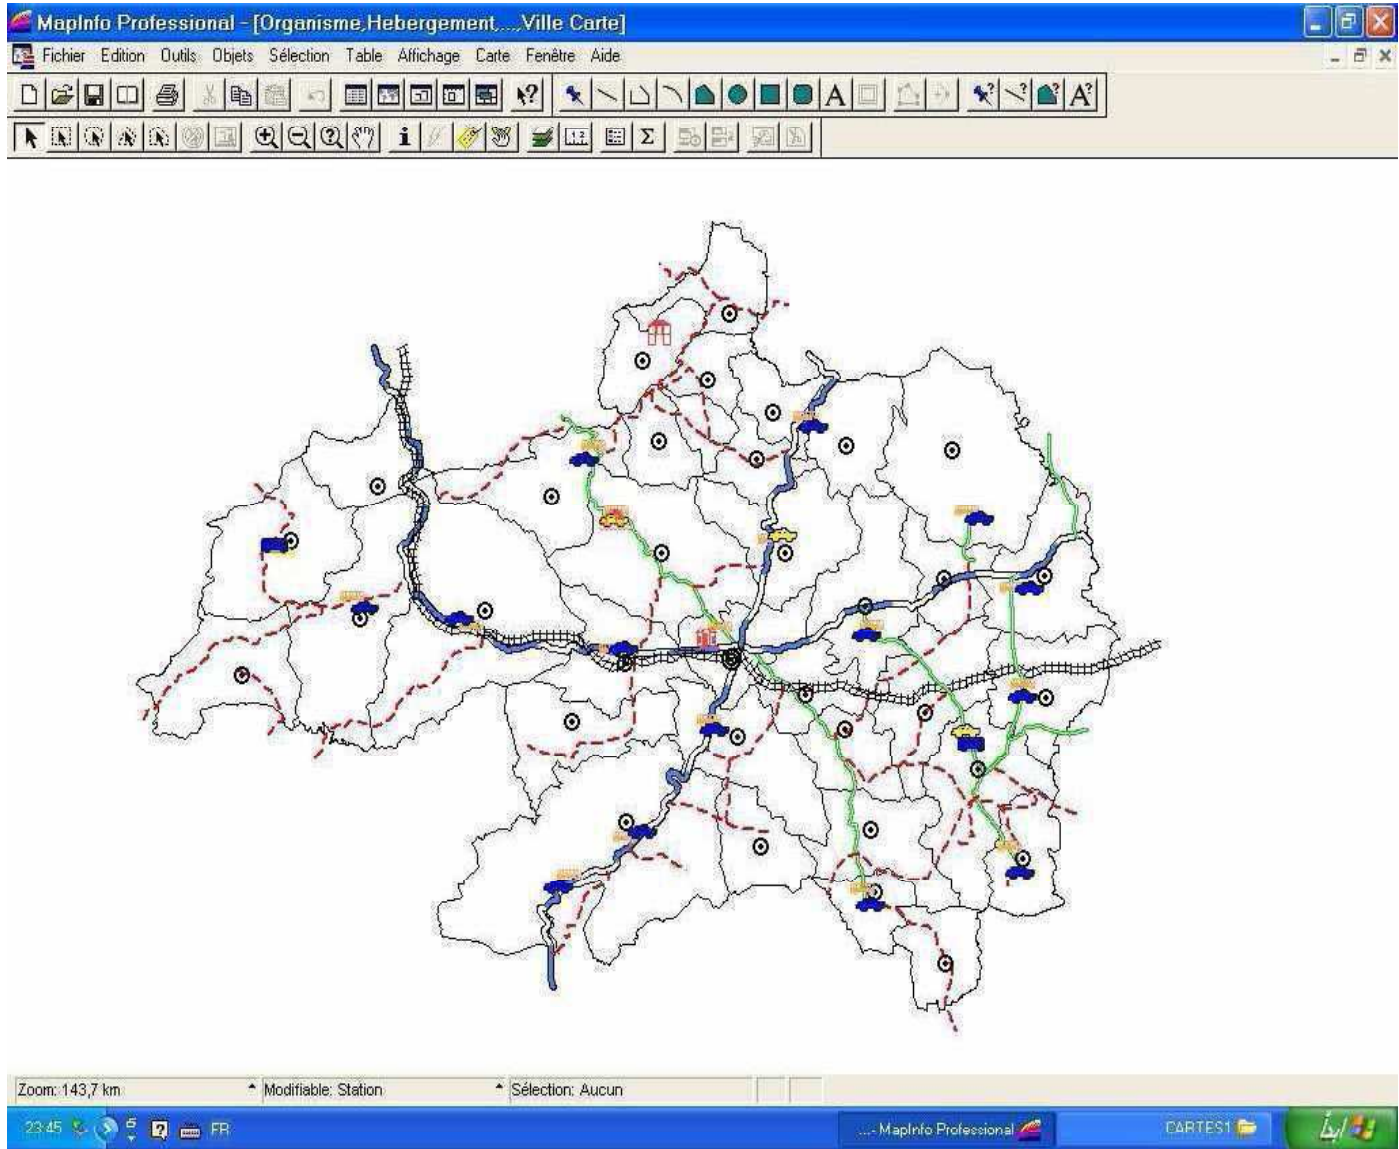 MapInfo Professional - [Organisme,Hebergement,...,Ville Carte]
Fichier Edition Outils Objets Sélection Table Affichage Carte Fenêtre Aide
Zoom: 143,7 km Modifiable: Station Sélection: Aucun
23:45 FR ...- MapInfo Professional CARTES1 ابدأ